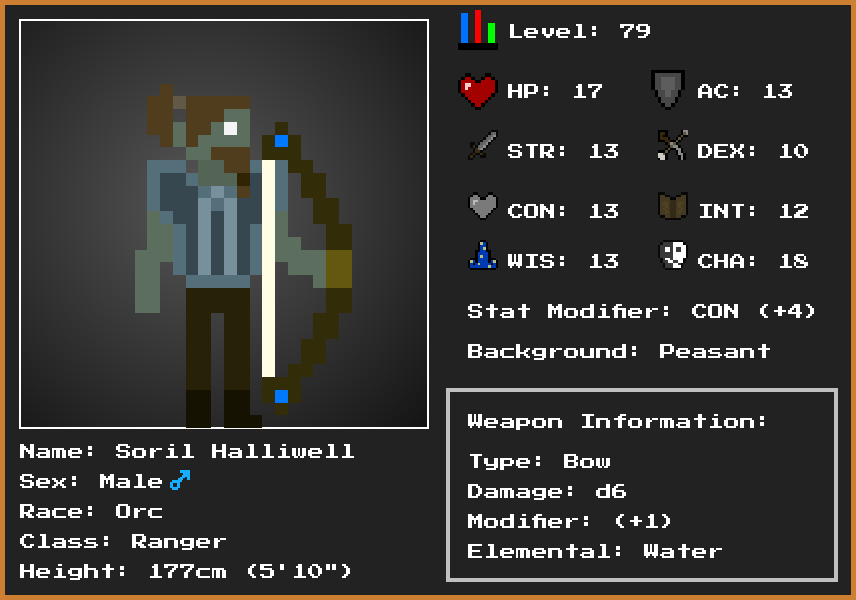 Level: 79
HP: 17 AC: 13
STR: 13 DEX: 10
CON: 13 INT: 12
WIS: 13 CHA: 18
Stat Modifier: CON (+4)
Background: Peasant
Weapon Information:
Type: Bow
Damage: d6
Modifier: (+1)
Elemental: Water
Name: Soril Halliwell
Sex: Male ♂
Race: Orc
Class: Ranger
Height: 177cm (5'10")